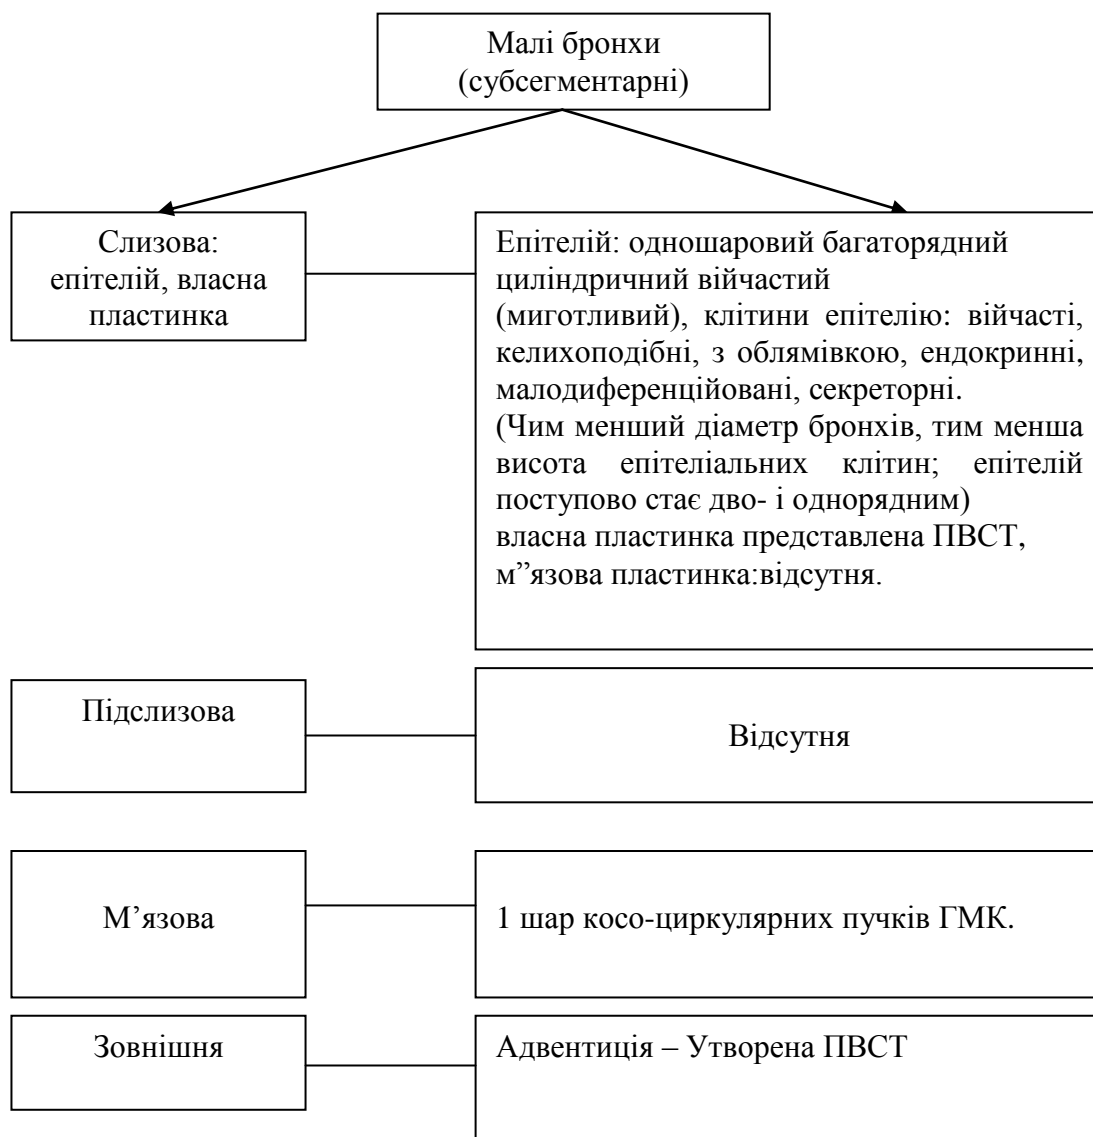 Малі бронхи
(субсегментарні)
Слизова:
епітелій, власна
пластинка
Епітелій: одношаровий багаторядний
циліндричний війчастий
(миготливий), клітини епітелію: війчасті,
келихоподібні, з облямівкою, ендокринні,
малодиференційовані, секреторні.
(Чим менший діаметр бронхів, тим менша
висота епітеліальних клітин; епітелій
поступово стає дво- і однорядним)
власна пластинка представлена ПВСТ,
м”язова пластинка:відсутня.
Підслизова
Відсутня
М’язова
1 шар косо-циркулярних пучків ГМК.
Зовнішня
Адвентиція – Утворена ПВСТ